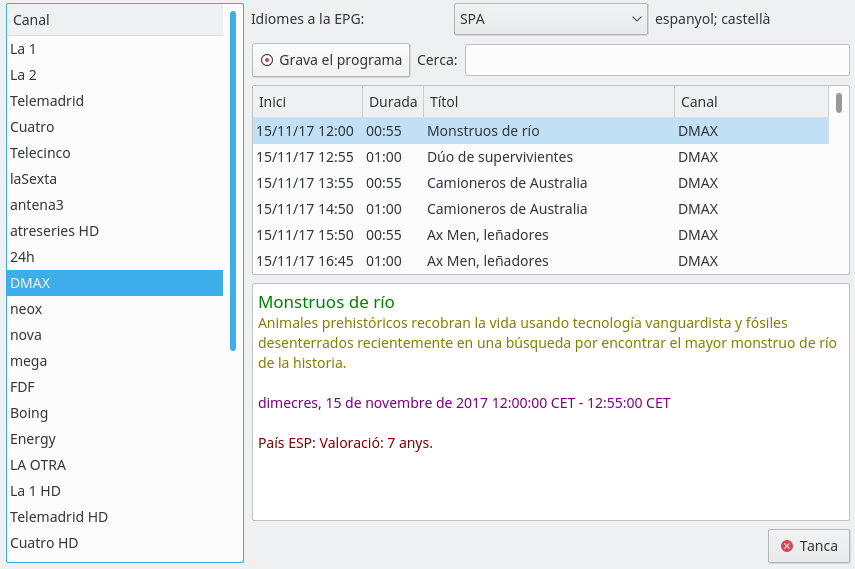 Canal
La 1
La 2
Telemadrid
Cuatro
Telecinco
laSexta
antena3
atreseries HD
24h
DMAX
neox
nova
mega
FDF
Boing
Energy
LA OTRA
La 1 HD
Telemadrid HD
Cuatro HD
Idiomes a la EPG: SPA espanyol; castellà
Grava el programa Cerca:
Inici Durada Títol Canal
15/11/17 12:00 00:55 Monstruos de río DMAX
15/11/17 12:55 01:00 Dúo de supervivientes DMAX
15/11/17 13:55 00:55 Camioneros de Australia DMAX
15/11/17 14:50 01:00 Camioneros de Australia DMAX
15/11/17 15:50 00:55 Ax Men, leñadores DMAX
15/11/17 16:45 01:00 Ax Men, leñadores DMAX
Monstruos de río
Animales prehistóricos recobran la vida usando tecnología vanguardista y fósiles
desenterrados recientemente en una búsqueda por encontrar el mayor monstruo de río
de la historia.
dimecres, 15 de novembre de 2017 12:00:00 CET - 12:55:00 CET
País ESP: Valoració: 7 anys.
Tanca